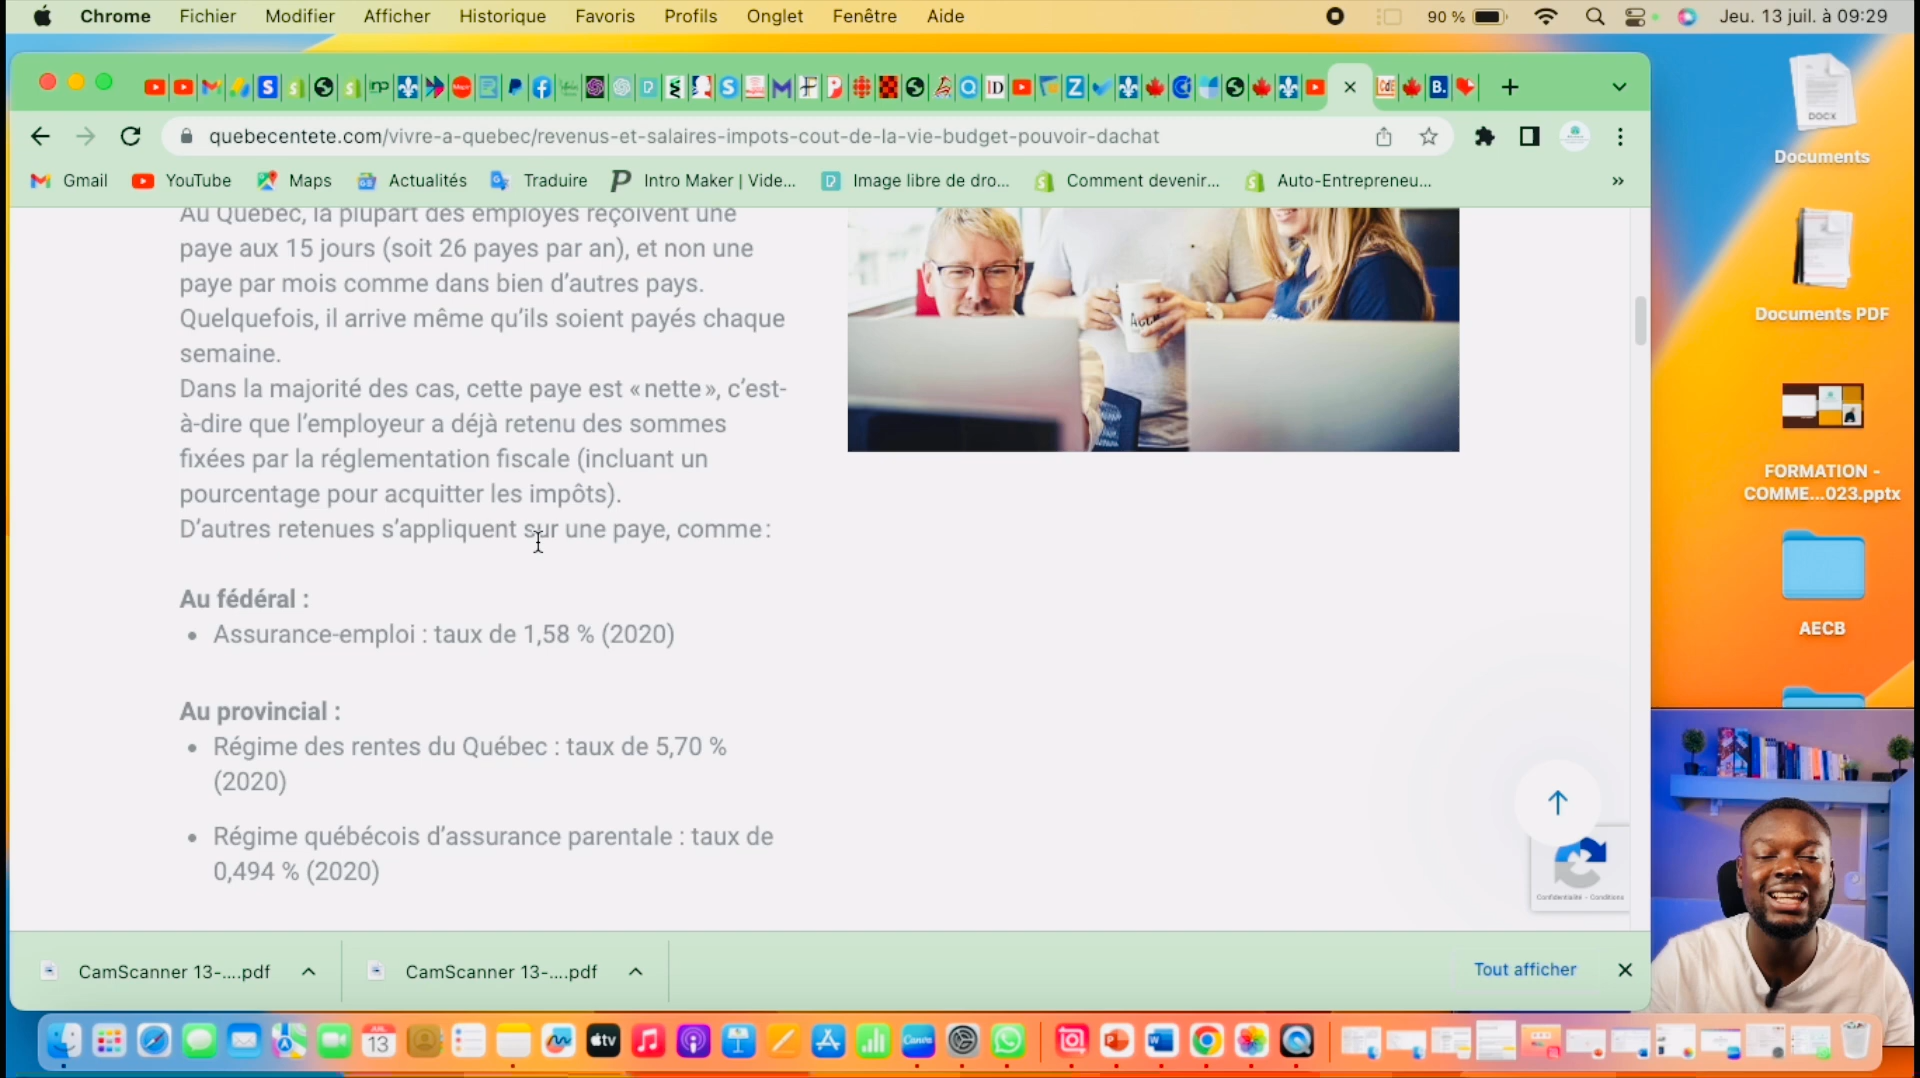 Chrome Fichier Modifier Afficher Historique Favoris Profils Onglet Fenêtre Aide
90 % Jeu. 13 juil. à 09:29
quebecentete.com/vivre-a-quebec/revenus-et-salaires-impots-cout-de-la-vie-budget-pouvoir-dachat
Gmail YouTube Maps Actualités Traduire Intro Maker | Vide... Image libre de dro... Comment devenir... Auto-Entrepreneu... »
Au Québec, la plupart des employés reçoivent une
paye aux 15 jours (soit 26 payes par an), et non une
paye par mois comme dans bien d'autres pays.
Quelquefois, il arrive même qu'ils soient payés chaque
semaine.
Dans la majorité des cas, cette paye est « nette », c'est-
à-dire que l'employeur a déjà retenu des sommes
fixées par la réglementation fiscale (incluant un
pourcentage pour acquitter les impôts).
D'autres retenues s'appliquent sur une paye, comme :
Au fédéral :
• Assurance-emploi : taux de 1,58 % (2020)
Au provincial :
• Régime des rentes du Québec : taux de 5,70 %
(2020)
• Régime québécois d'assurance parentale : taux de
0,494 % (2020)
Confidentialité - Conditions
DOCX
Documents
Documents PDF
FORMATION -
COMME...023.pptx
AECB
CamScanner 13-....pdf
CamScanner 13-....pdf
Tout afficher
JUIL.
13
tv
Canva